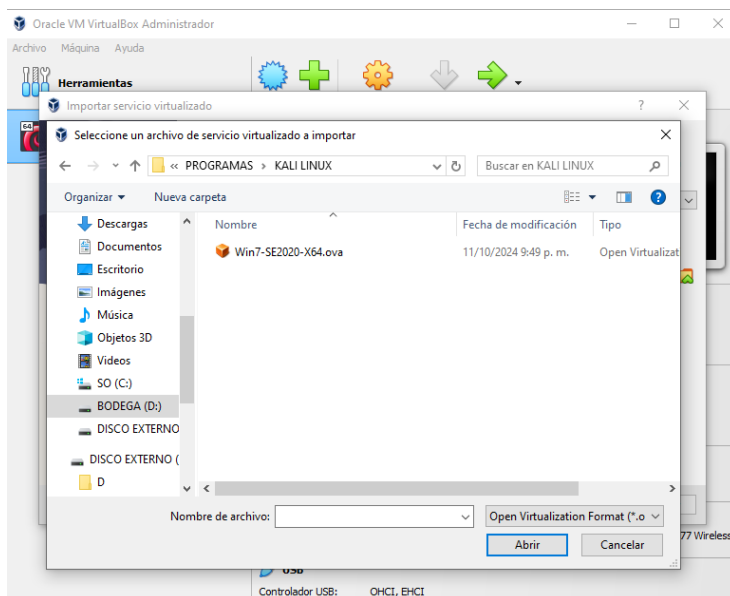 Oracle VM VirtualBox Administrador
Archivo Máquina Ayuda
Herramientas
Importar servicio virtualizado
64
Seleccione un archivo de servicio virtualizado a importar
« PROGRAMAS > KALI LINUX
Buscar en KALI LINUX
Organizar
Nueva carpeta
Descargas
Documentos
Escritorio
Imágenes
Música
Objetos 3D
Videos
SO (C:)
BODEGA (D:)
DISCO EXTERNO
DISCO EXTERNO (
D
Nombre Fecha de modificación Tipo
Win7-SE2020-X64.ova 11/10/2024 9:49 p. m. Open Virtualizat
Nombre de archivo:
Open Virtualization Format (*.o
Abrir Cancelar
77 Wireless
USB
Controlador USB: OHCI, EHCI